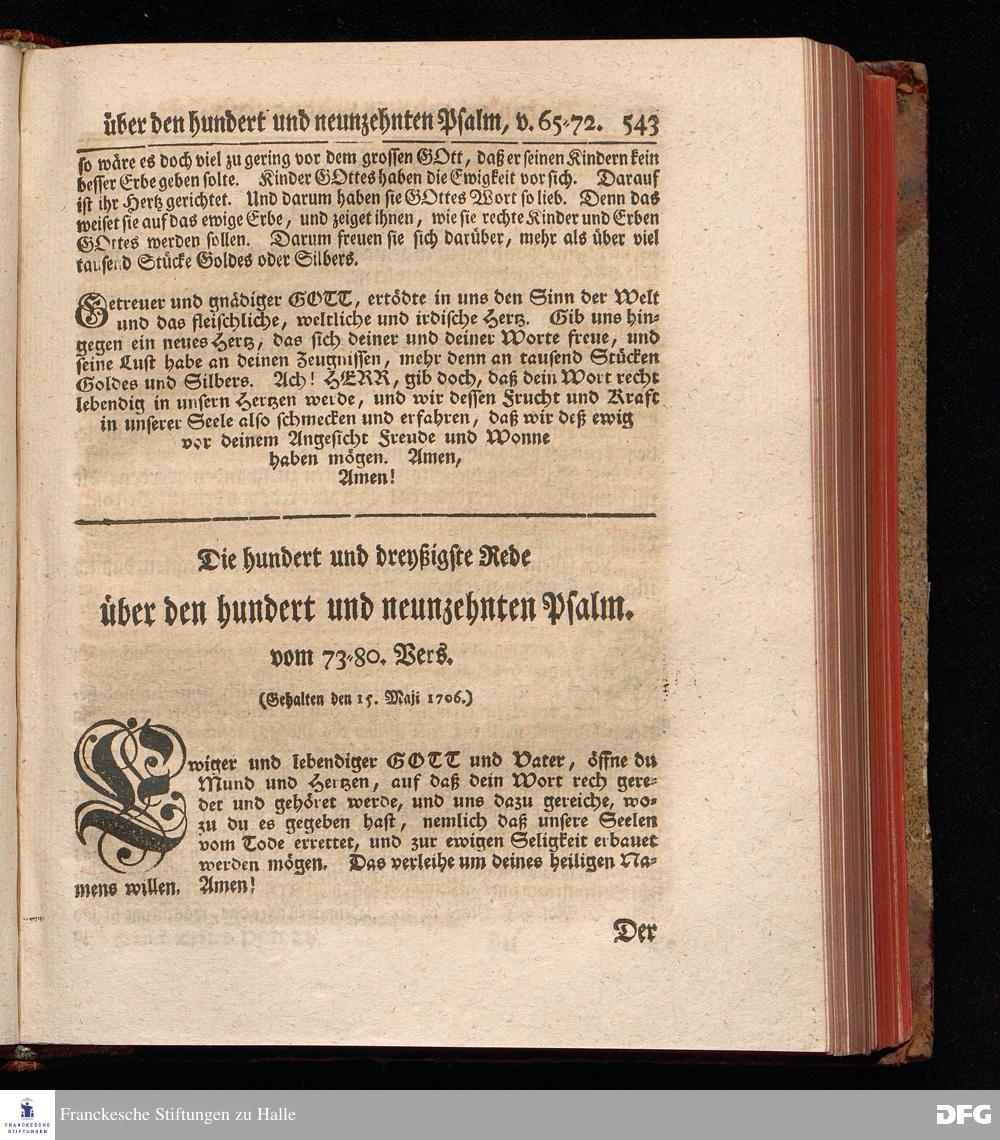 über den hundert und neunzehnten Psalm, v. 65-72. 543
so wäre es doch viel zu gering vor dem grossen GOtt, daß er seinen Kindern kein
besser Erbe geben solte. Kinder GOttes haben die Ewigkeit vor sich. Darauf
ist ihr Hertz gerichtet. Und darum haben sie GOttes Wort so lieb. Denn das
weiset sie auf das ewige Erbe, und zeiget ihnen, wie sie rechte Kinder und Erben
GOttes werden sollen. Darum freuen sie sich darüber, mehr als über viel
tausend Stücke Goldes oder Silbers.
Getreuer und gnädiger GOTT, ertödte in uns den Sinn der Welt
und das fleischliche, weltliche und irdische Hertz. Gib uns hin-
gegen ein neues Hertz, das sich deiner und deiner Worte freue, und
seine Lust habe an deinen Zeugnissen, mehr denn an tausend Stücken
Goldes und Silbers. Ach! HERR, gib doch, daß dein Wort recht
lebendig in unsern Hertzen werde, und wir dessen Frucht und Kraft
in unserer Seele also schmecken und erfahren, daß wir deß ewig
vor deinem Angesicht Freude und Wonne
haben mögen. Amen,
Amen!
Die hundert und dreyßigste Rede
über den hundert und neunzehnten Psalm.
vom 73-80. Vers.
(Gehalten den 15. Maji 1706.)
Ewiger und lebendiger GOTT und Vater, öffne du
Mund und Hertzen, auf daß dein Wort rech gere-
det und gehöret werde, und uns dazu gereiche, wo-
zu du es gegeben hast, nemlich daß unsere Seelen
vom Tode errettet, und zur ewigen Seligkeit erbauet
werden mögen. Das verleihe um deines heiligen Na-
mens willen. Amen!
Der
FRANCKESCHE
STIFTUNGEN
Franckesche Stiftungen zu Halle
DFG